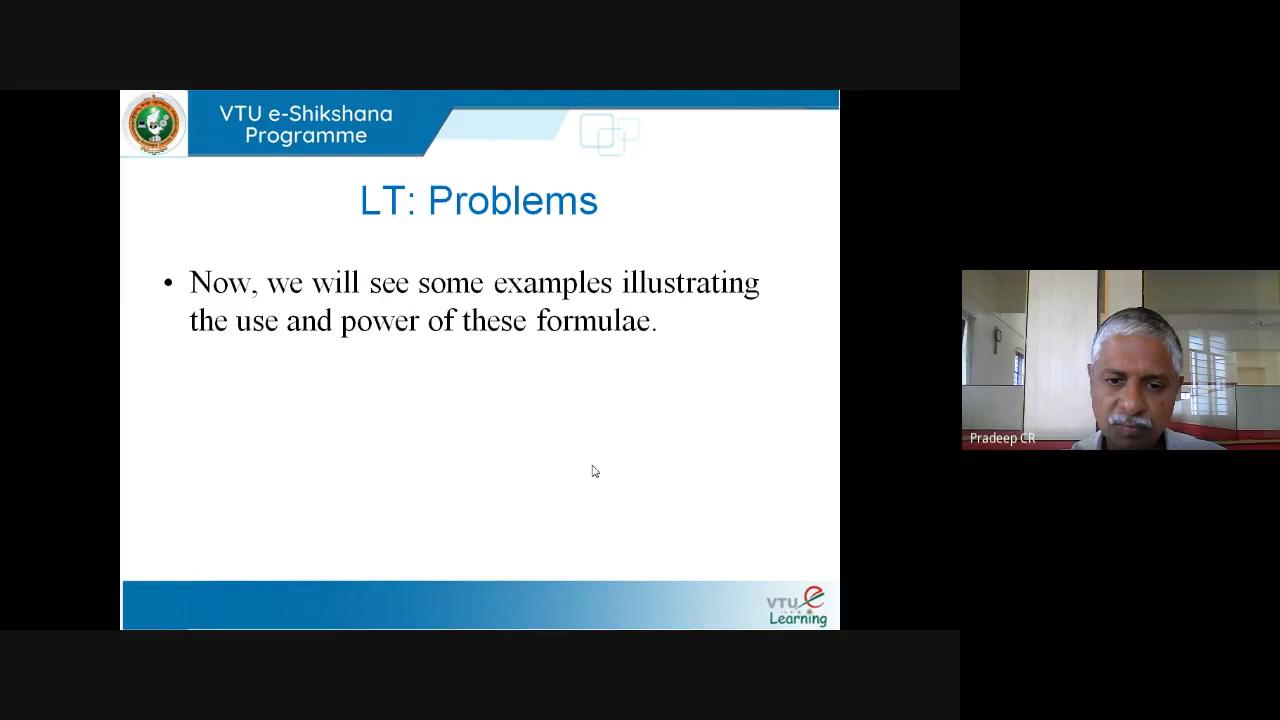 VTU e-Shikshana
Programme
LT: Problems
• Now, we will see some examples illustrating
the use and power of these formulae.
Pradeep CR
VTU e
Learning